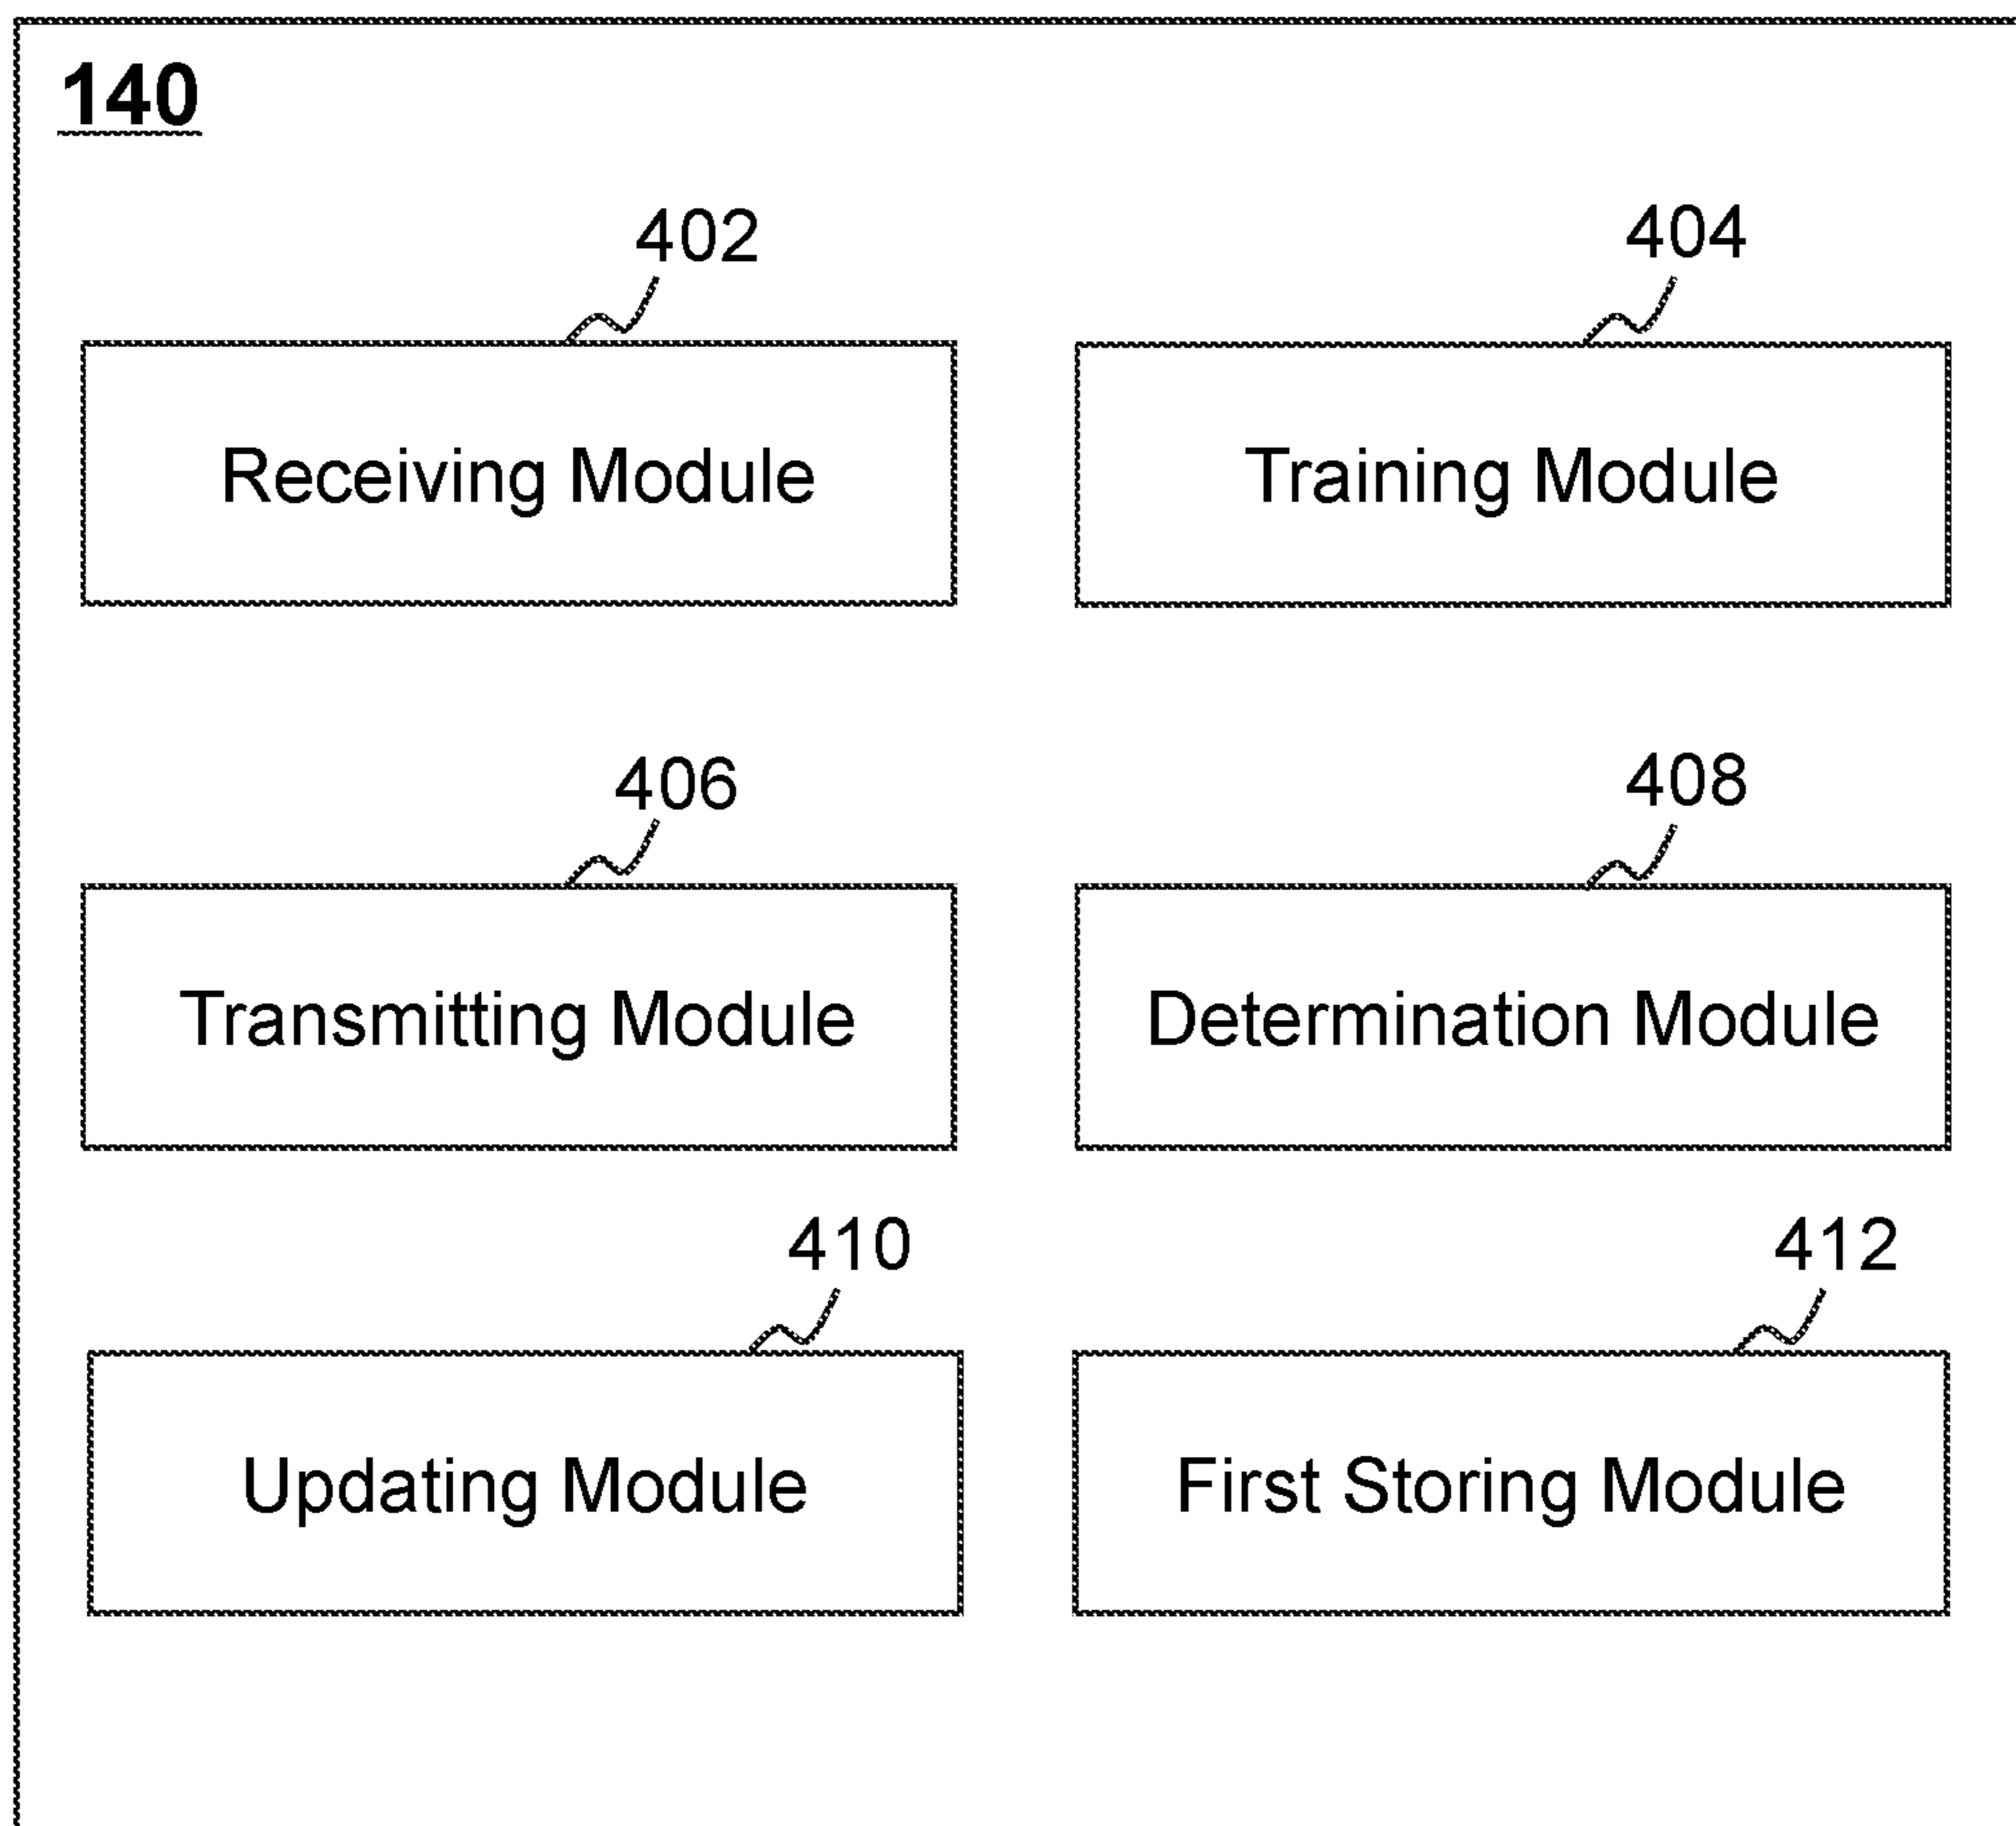 140
402
404
Receiving Module
Training Module
406
408
Transmitting Module
Determination Module
410
412
Updating Module
First Storing Module